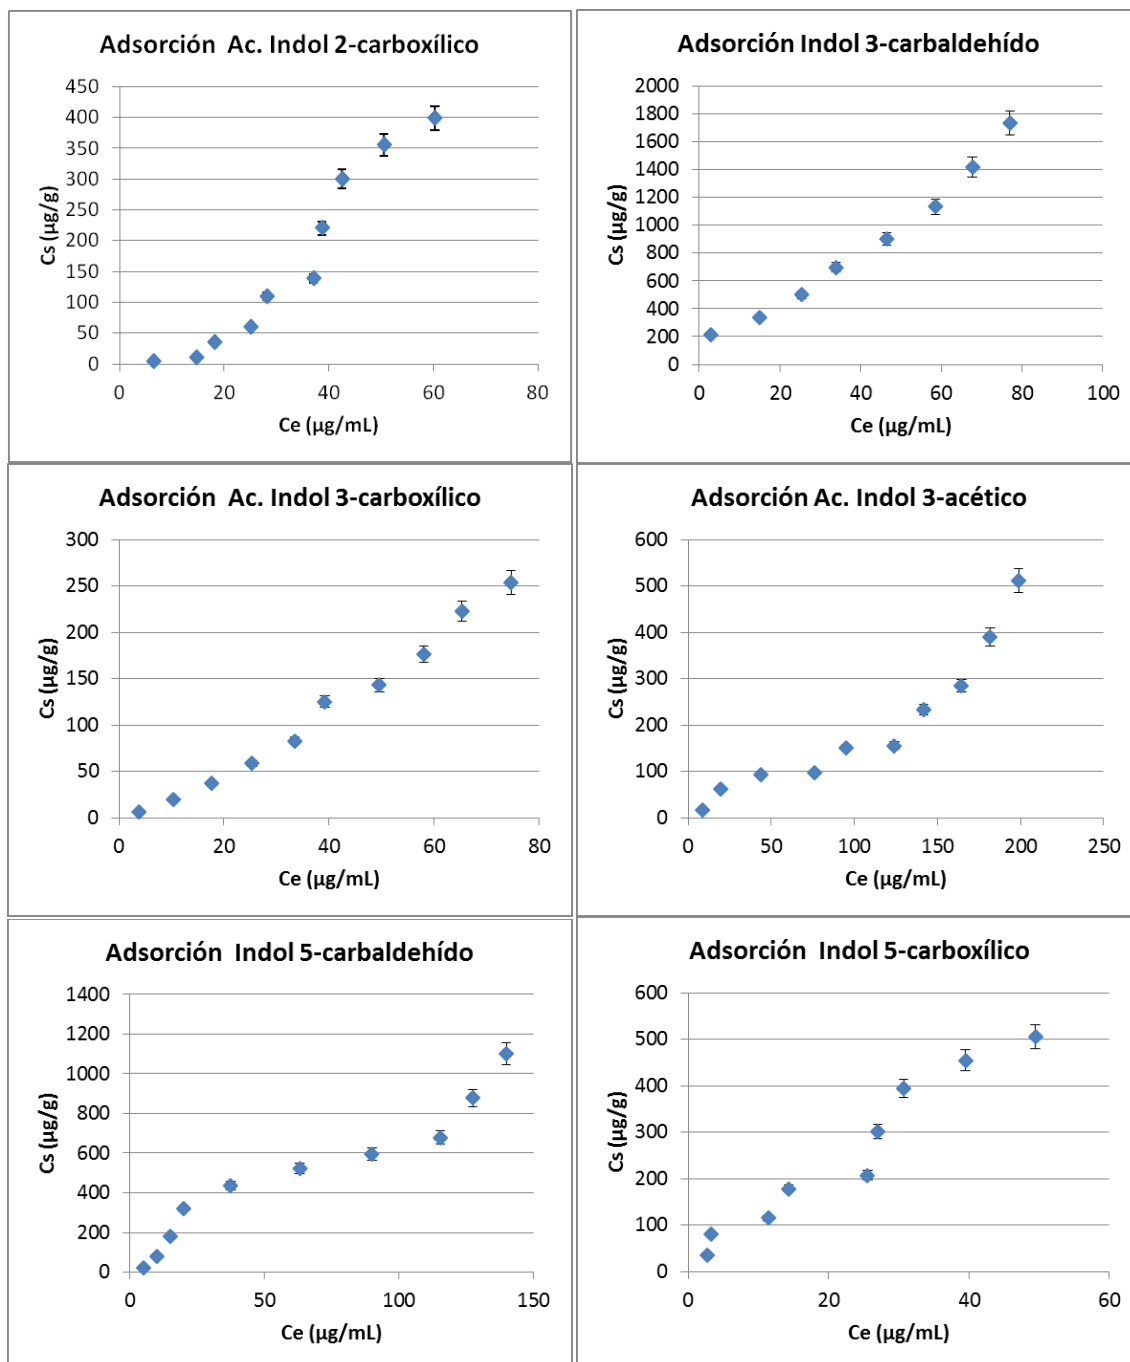 Adsorción Ac. Indol 2-carboxílico
450
400
350
300
250
200
150
100
50
0
Cs (µg/g)
0 20 40 60 80
Ce (µg/mL)
Adsorción Indol 3-carbaldehído
2000
1800
1600
1400
1200
1000
800
600
400
200
0
Cs (µg/g)
0 20 40 60 80 100
Ce (µg/mL)
Adsorción Ac. Indol 3-carboxílico
300
250
200
150
100
50
0
Cs (µg/g)
0 20 40 60 80
Ce (µg/mL)
Adsorción Ac. Indol 3-acético
600
500
400
300
200
100
0
Cs (µg/g)
0 50 100 150 200 250
Ce (µg/mL)
Adsorción Indol 5-carbaldehído
1400
1200
1000
800
600
400
200
0
Cs (µg/g)
0 50 100 150
Ce (µg/mL)
Adsorción Indol 5-carboxílico
600
500
400
300
200
100
0
Cs (µg/g)
0 20 40 60
Ce (µg/mL)